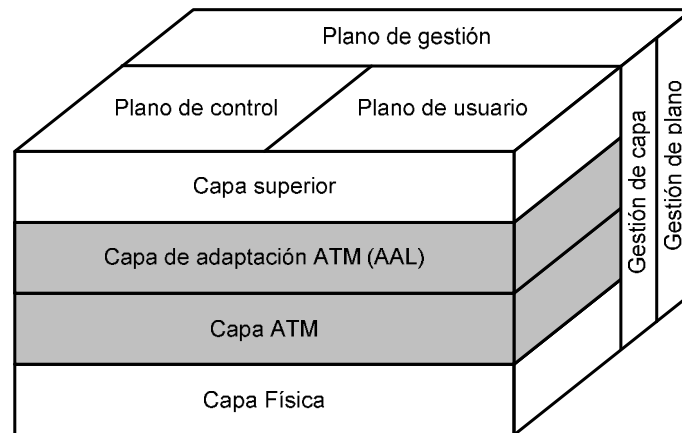 Plano de gestión
Plano de control
Plano de usuario
Capa superior
Capa de adaptación ATM (AAL)
Capa ATM
Capa Física
Gestión de capa
Gestión de plano